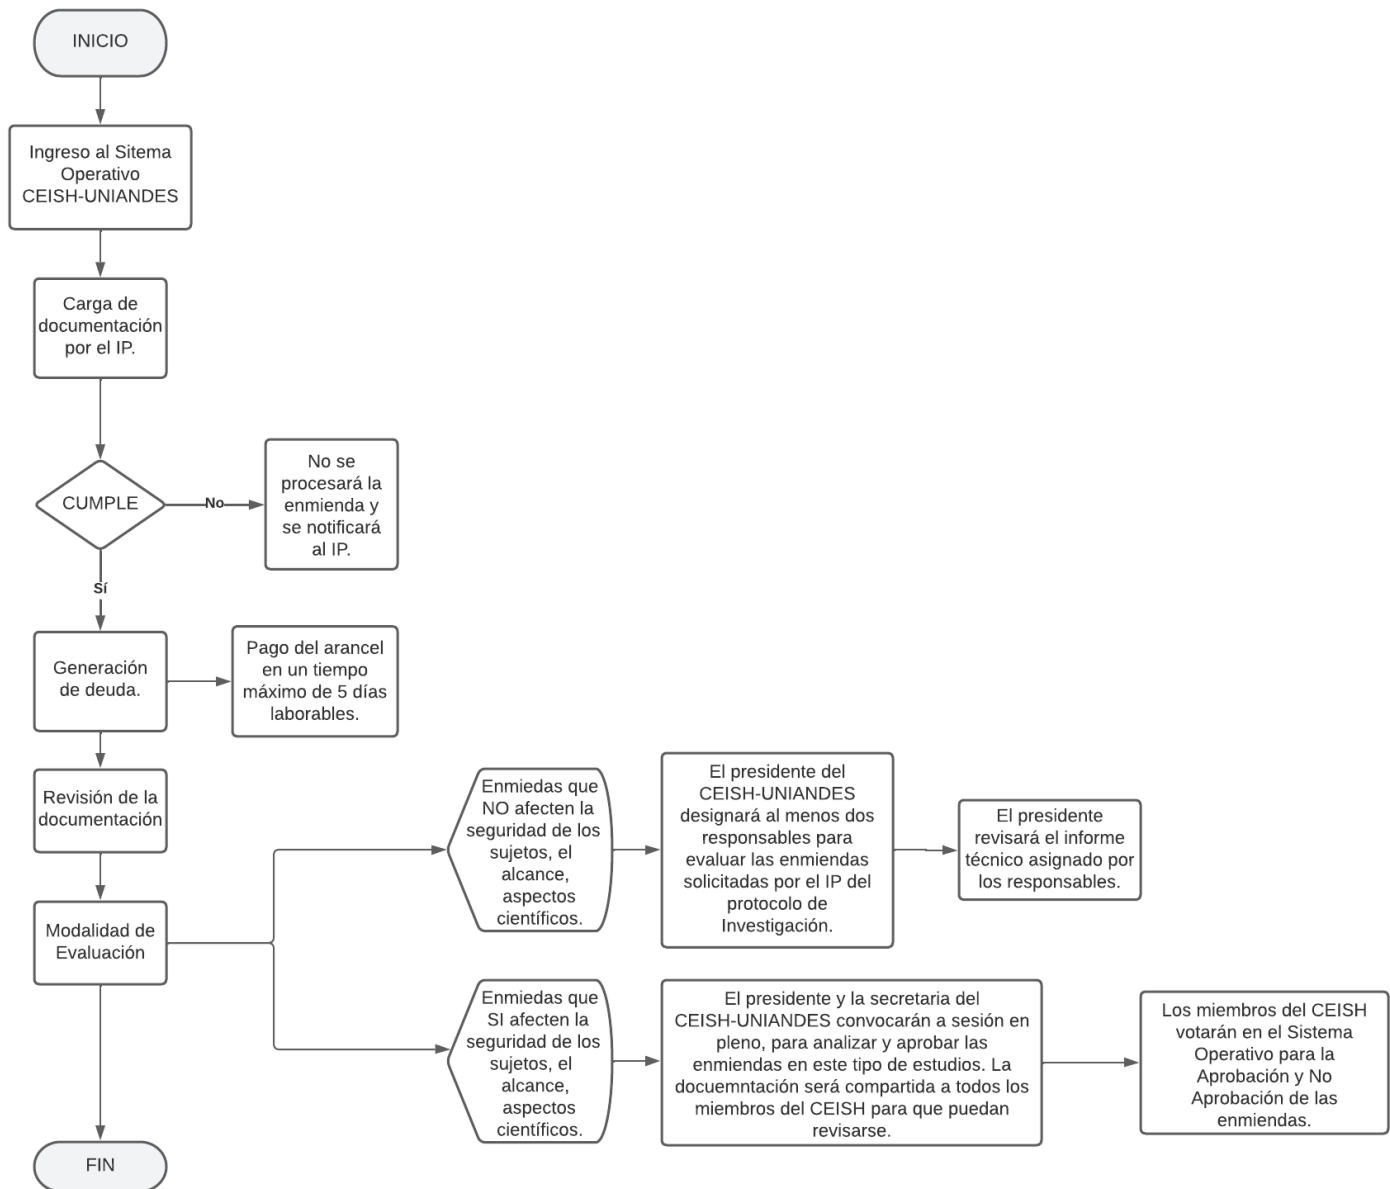 INICIO
Ingreso al Sitema
Operativo
CEISH-UNIANDES
Carga de
documentación
por el IP.
CUMPLE
No
No se
procesará la
enmienda y
se notificará
al IP.
Sí
Generación
de deuda.
Pago del arancel
en un tiempo
máximo de 5 días
laborables.
Revisión de la
documentación
Modalidad de
Evaluación
Enmiedas que
NO afecten la
seguridad de los
sujetos, el
alcance,
aspectos
científicos.
El presidente del
CEISH-UNIANDES
designará al menos dos
responsables para
evaluar las enmiendas
solicitadas por el IP del
protocolo de
Investigación.
El presidente
revisará el informe
técnico asignado por
los responsables.
Enmiedas que
SI afecten la
seguridad de los
sujetos, el
alcance,
aspectos
científicos.
El presidente y la secretaria del
CEISH-UNIANDES convocarán a sesión en
pleno, para analizar y aprobar las
enmiendas en este tipo de estudios. La
docuemntación será compartida a todos los
miembros del CEISH para que puedan
revisarse.
Los miembros del CEISH
votarán en el Sistema
Operativo para la
Aprobación y No
Aprobación de las
enmiendas.
FIN